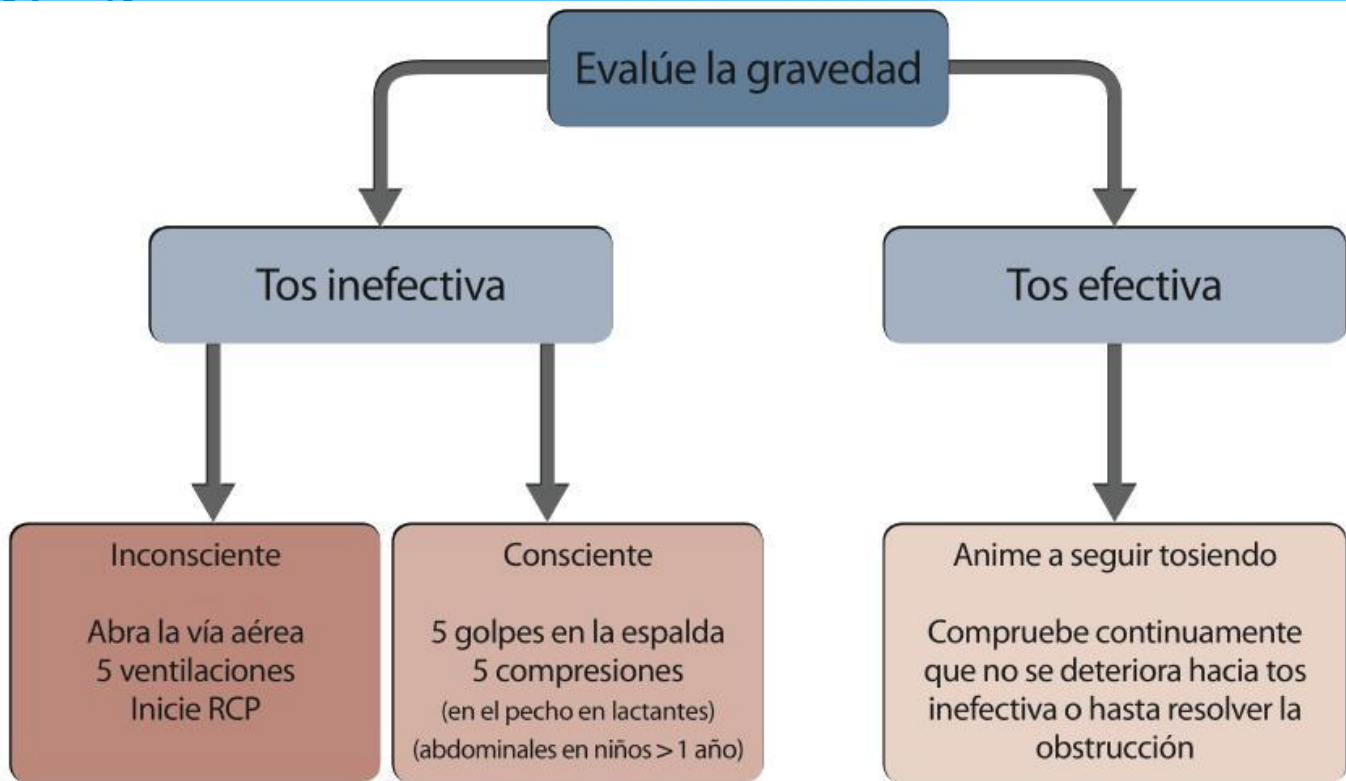 Evalúe la gravedad
Tos inefectiva
Tos efectiva
Inconsciente
Abra la vía aérea
5 ventilaciones
Inicie RCP
Consciente
5 golpes en la espalda
5 compresiones
(en el pecho en lactantes)
(abdominales en niños > 1 año)
Anime a seguir tosiendo
Compruebe continuamente
que no se deteriora hacia tos
inefectiva o hasta resolver la
obstrucción